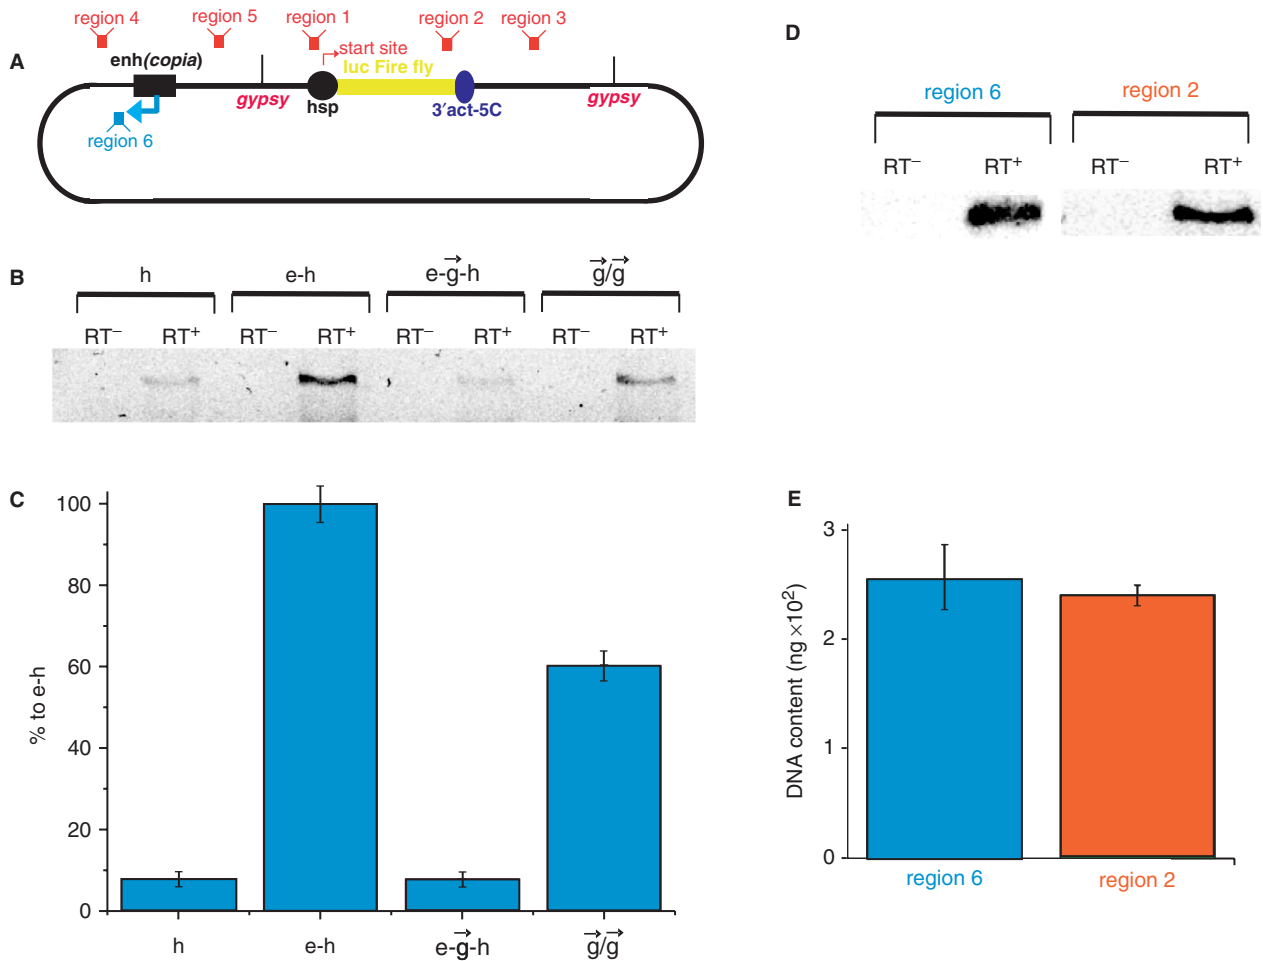 A
region 4
region 5
region 1
region 2
region 3
enh(copia)
start site
luc Fire fly
gypsy
hsp
3′act-5C
gypsy
region 6
B
h
e-h
e-g⃗-h
g⃗/g⃗
RT⁻ RT⁺ RT⁻ RT⁺ RT⁻ RT⁺ RT⁻ RT⁺
C
% to e-h
100
80
60
40
20
0
h
e-h
e-g⃗-h
g⃗/g⃗
D
region 6
region 2
RT⁻ RT⁺ RT⁻ RT⁺
E
DNA content (ng ×10²)
3
2
1
0
region 6
region 2